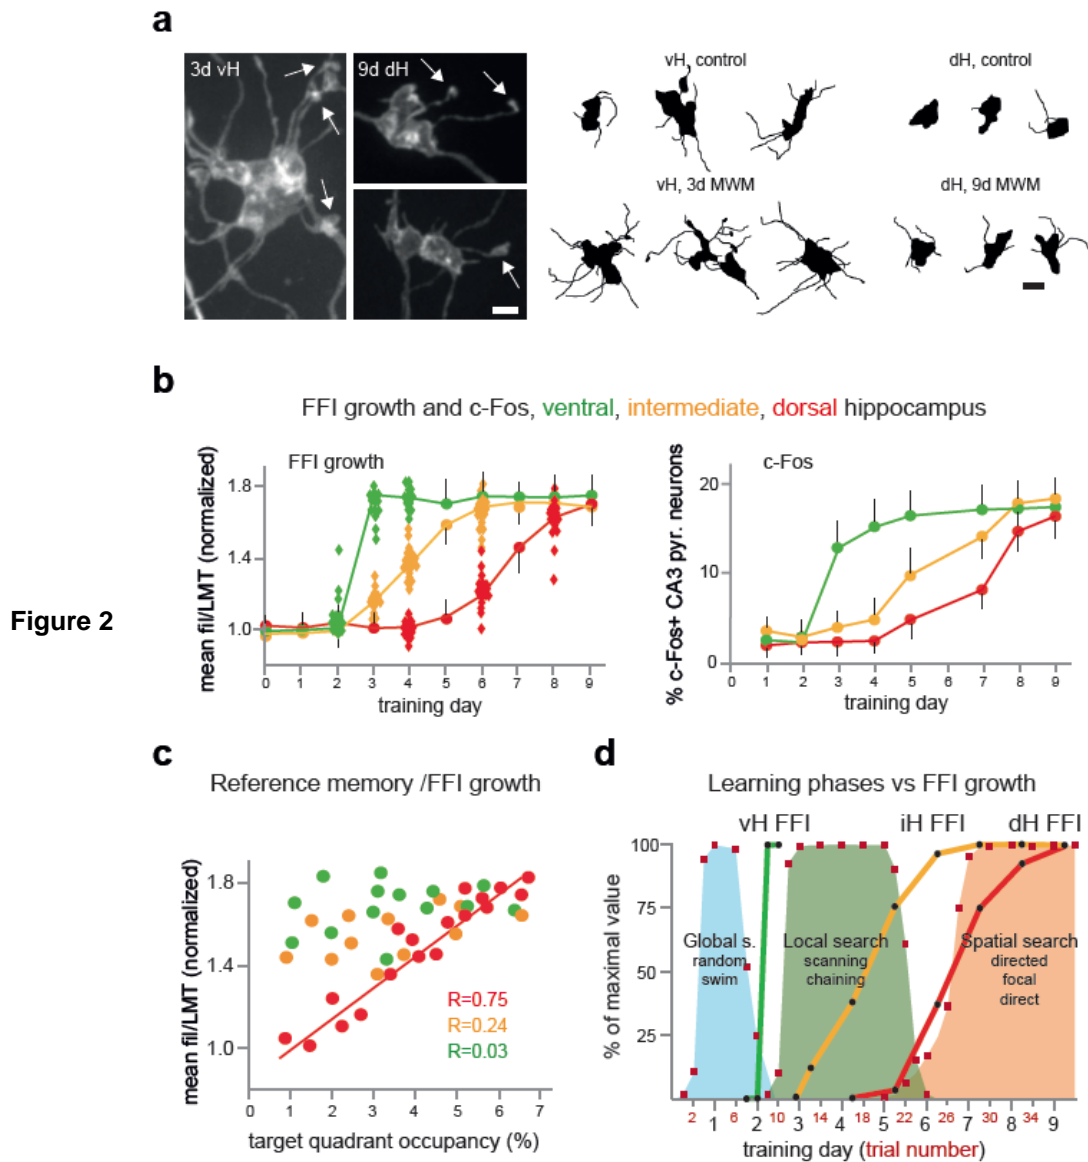 a
3d vH
9d dH
vH, control
dH, control
vH, 3d MWM
dH, 9d MWM
b
FFI growth and c-Fos, ventral, intermediate, dorsal hippocampus
mean fil/LMT (normalized)
FFI growth
1.8
1.4
1.0
0 1 2 3 4 5 6 7 8 9
training day
% c-Fos+ CA3 pyr. neurons
c-Fos
20
10
0
0 1 2 3 4 5 6 7 8 9
training day
Figure 2
c
Reference memory /FFI growth
mean fil/LMT (normalized)
1.8
1.4
1.0
R=0.75
R=0.24
R=0.03
0 1 2 3 4 5 6 7
target quadrant occupancy (%)
d
Learning phases vs FFI growth
vH FFI
iH FFI
dH FFI
% of maximal value
100
75
50
25
Global s.
random
swim
Local search
scanning
chaining
Spatial search
directed
focal
direct
2 6 10 14 18 22 26 30 34
1 2 3 4 5 6 7 8 9
training day (trial number)